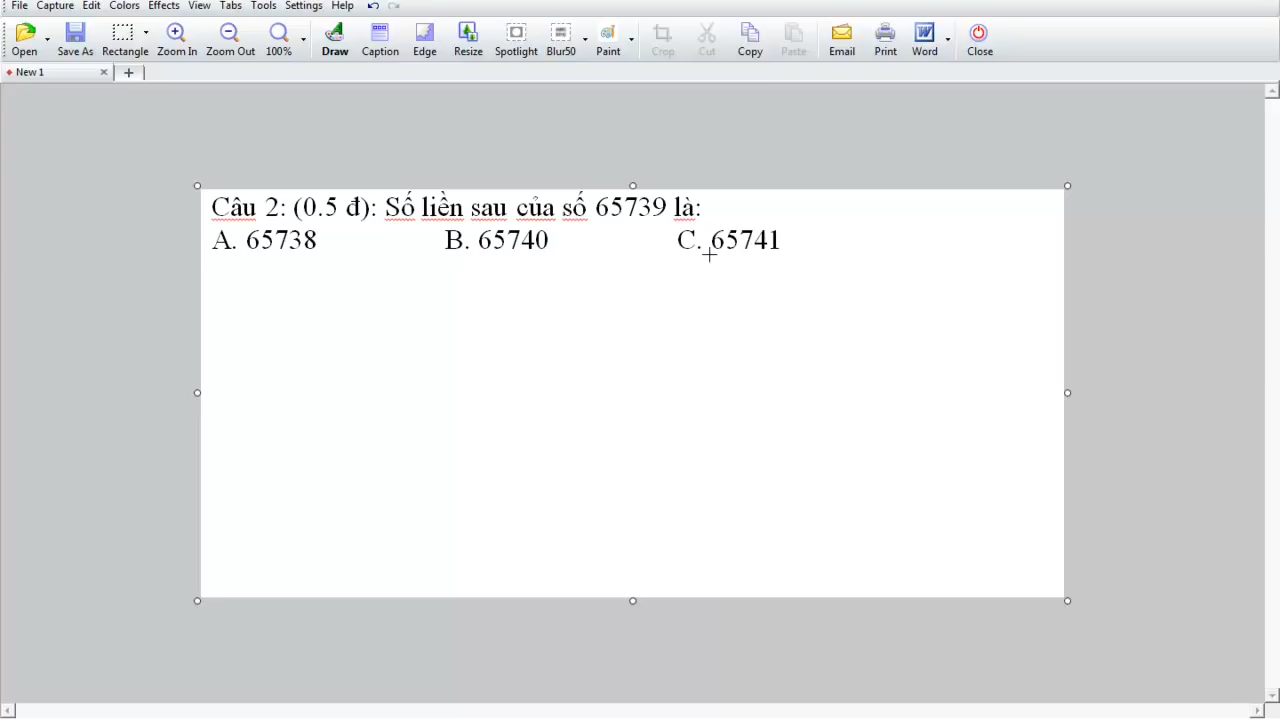 File Capture Edit Colors Effects View Tabs Tools Settings Help
Open Save As Rectangle Zoom In Zoom Out 100% Draw Caption Edge Resize Spotlight Blur50 Paint Crop Cut Copy Paste Email Print Word Close
New 1
Câu 2: (0.5 đ): Số liền sau của số 65739 là:
A. 65738 B. 65740 C. 65741